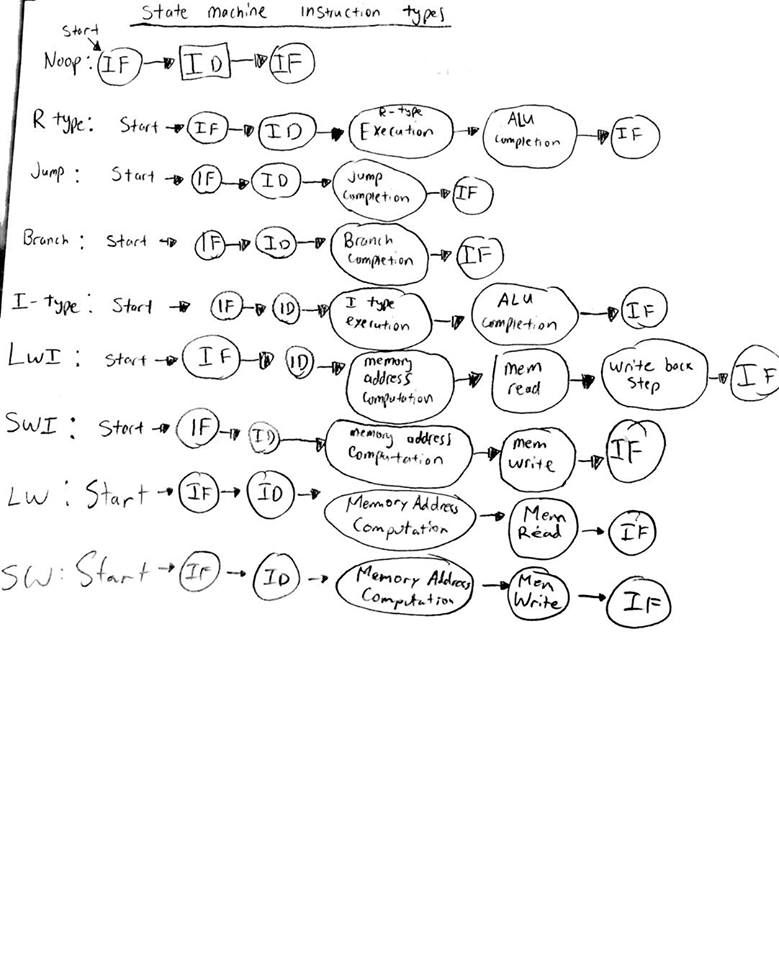 State machine instruction types
Start
Noop: IF ID IF
R type: Start IF ID R-type Execution ALU completion IF
Jump: Start IF ID Jump completion IF
Branch: Start IF ID Branch completion IF
I-type: Start IF ID I type execution ALU completion IF
LWI: Start IF ID memory address computation mem read write back step IF
SWI: Start IF ID memory address computation mem write IF
LW: Start IF ID Memory Address Computation Mem Read IF
SW: Start IF ID Memory Address Computation Mem Write IF